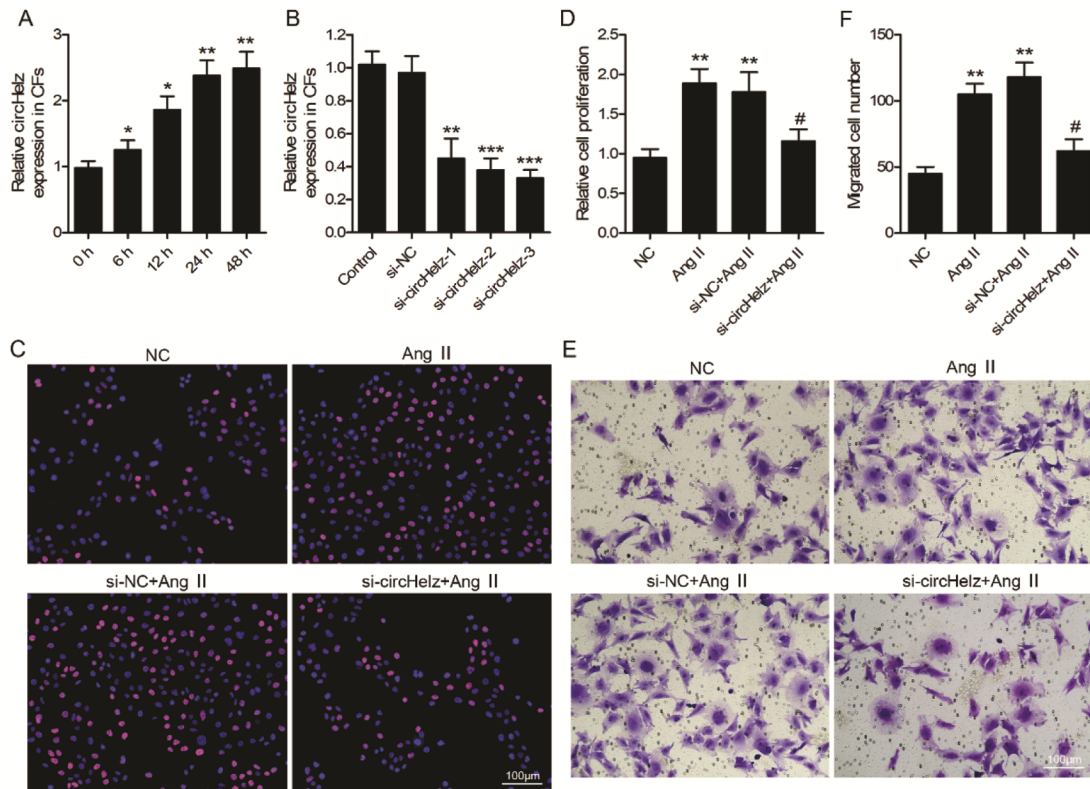 A
Relative circHelz
expression in CFs
3
2
1
0
*
*
**
**
0 h
6 h
12 h
24 h
48 h
B
Relative circHelz
expression in CFs
1.2
1.0
0.8
0.6
0.4
0.2
0.0
**
***
***
Control
si-NC
si-circHelz-1
si-circHelz-2
si-circHelz-3
D
Relative cell proliferation
2.5
2.0
1.5
1.0
0.5
0.0
**
**
#
NC
Ang II
si-NC+Ang II
si-circHelz+Ang II
F
Migrated cell number
150
100
50
0
**
**
#
NC
Ang II
si-NC+Ang II
si-circHelz+Ang II
C
NC
Ang II
si-NC+Ang II
si-circHelz+Ang II
100μm
E
NC
Ang II
si-NC+Ang II
si-circHelz+Ang II
100μm